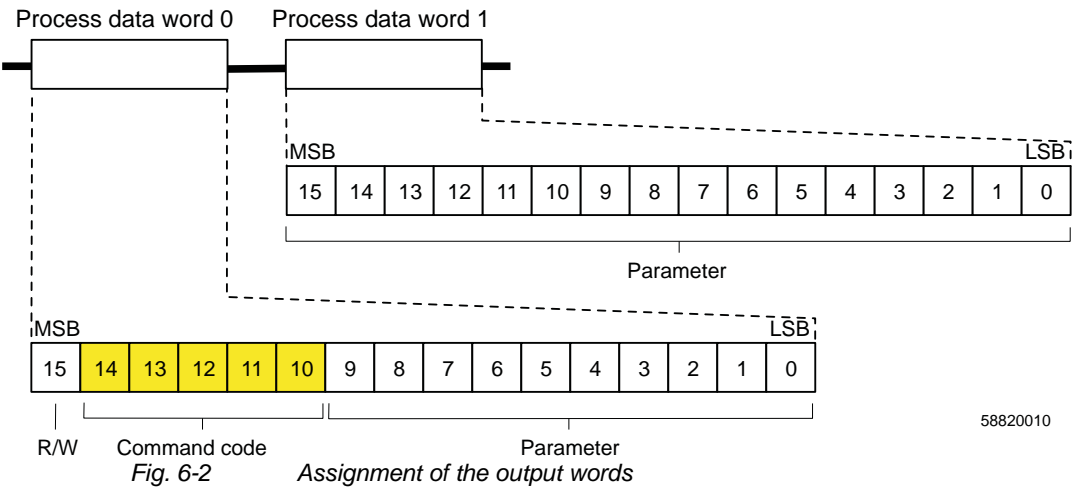 Process data word 0 Process data word 1
MSB LSB
15 14 13 12 11 10 9 8 7 6 5 4 3 2 1 0
Parameter
MSB LSB
15 14 13 12 11 10 9 8 7 6 5 4 3 2 1 0
58820010
R/W Command code Parameter
Fig. 6-2 Assignment of the output words